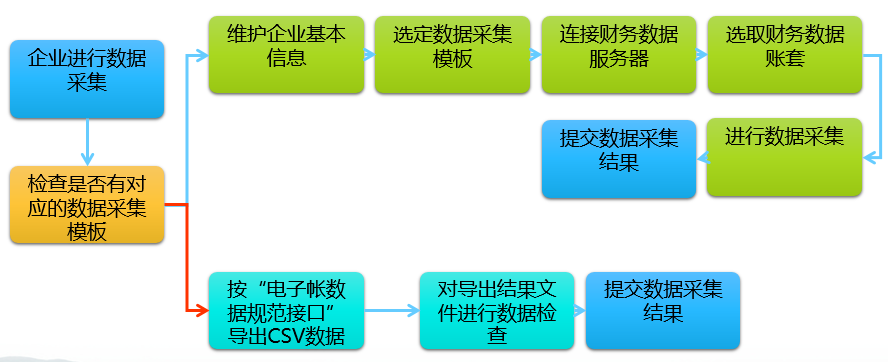 企业进行数据
采集
检查是否有对
应的数据采集
模板
维护企业基本
信息
选定数据采集
模板
连接财务数据
服务器
选取财务数据
账套
进行数据采集
提交数据采集
结果
按“电子帐数
据规范接口”
导出CSV数据
对导出结果文
件进行数据检
查
提交数据采集
结果